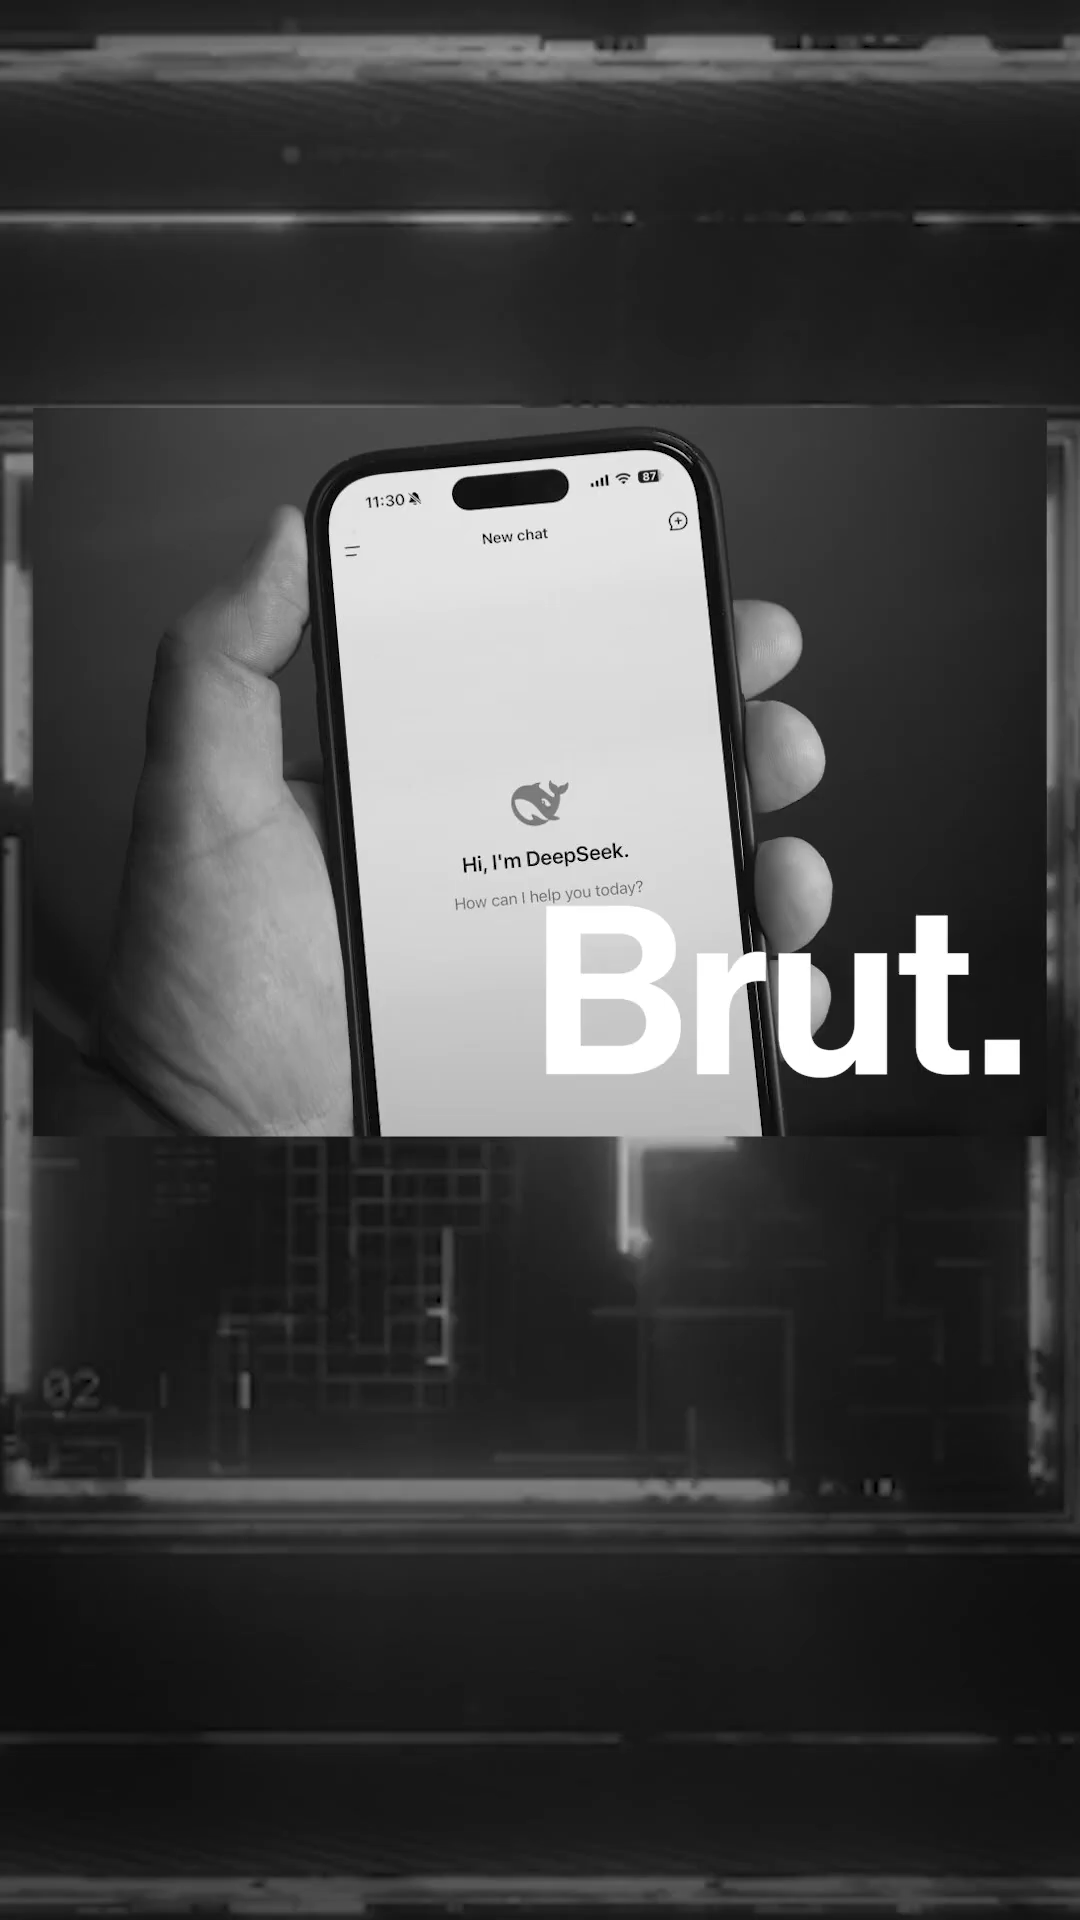 11:30
87
New chat
Hi, I'm DeepSeek.
How can I help you today?
Brut.
02